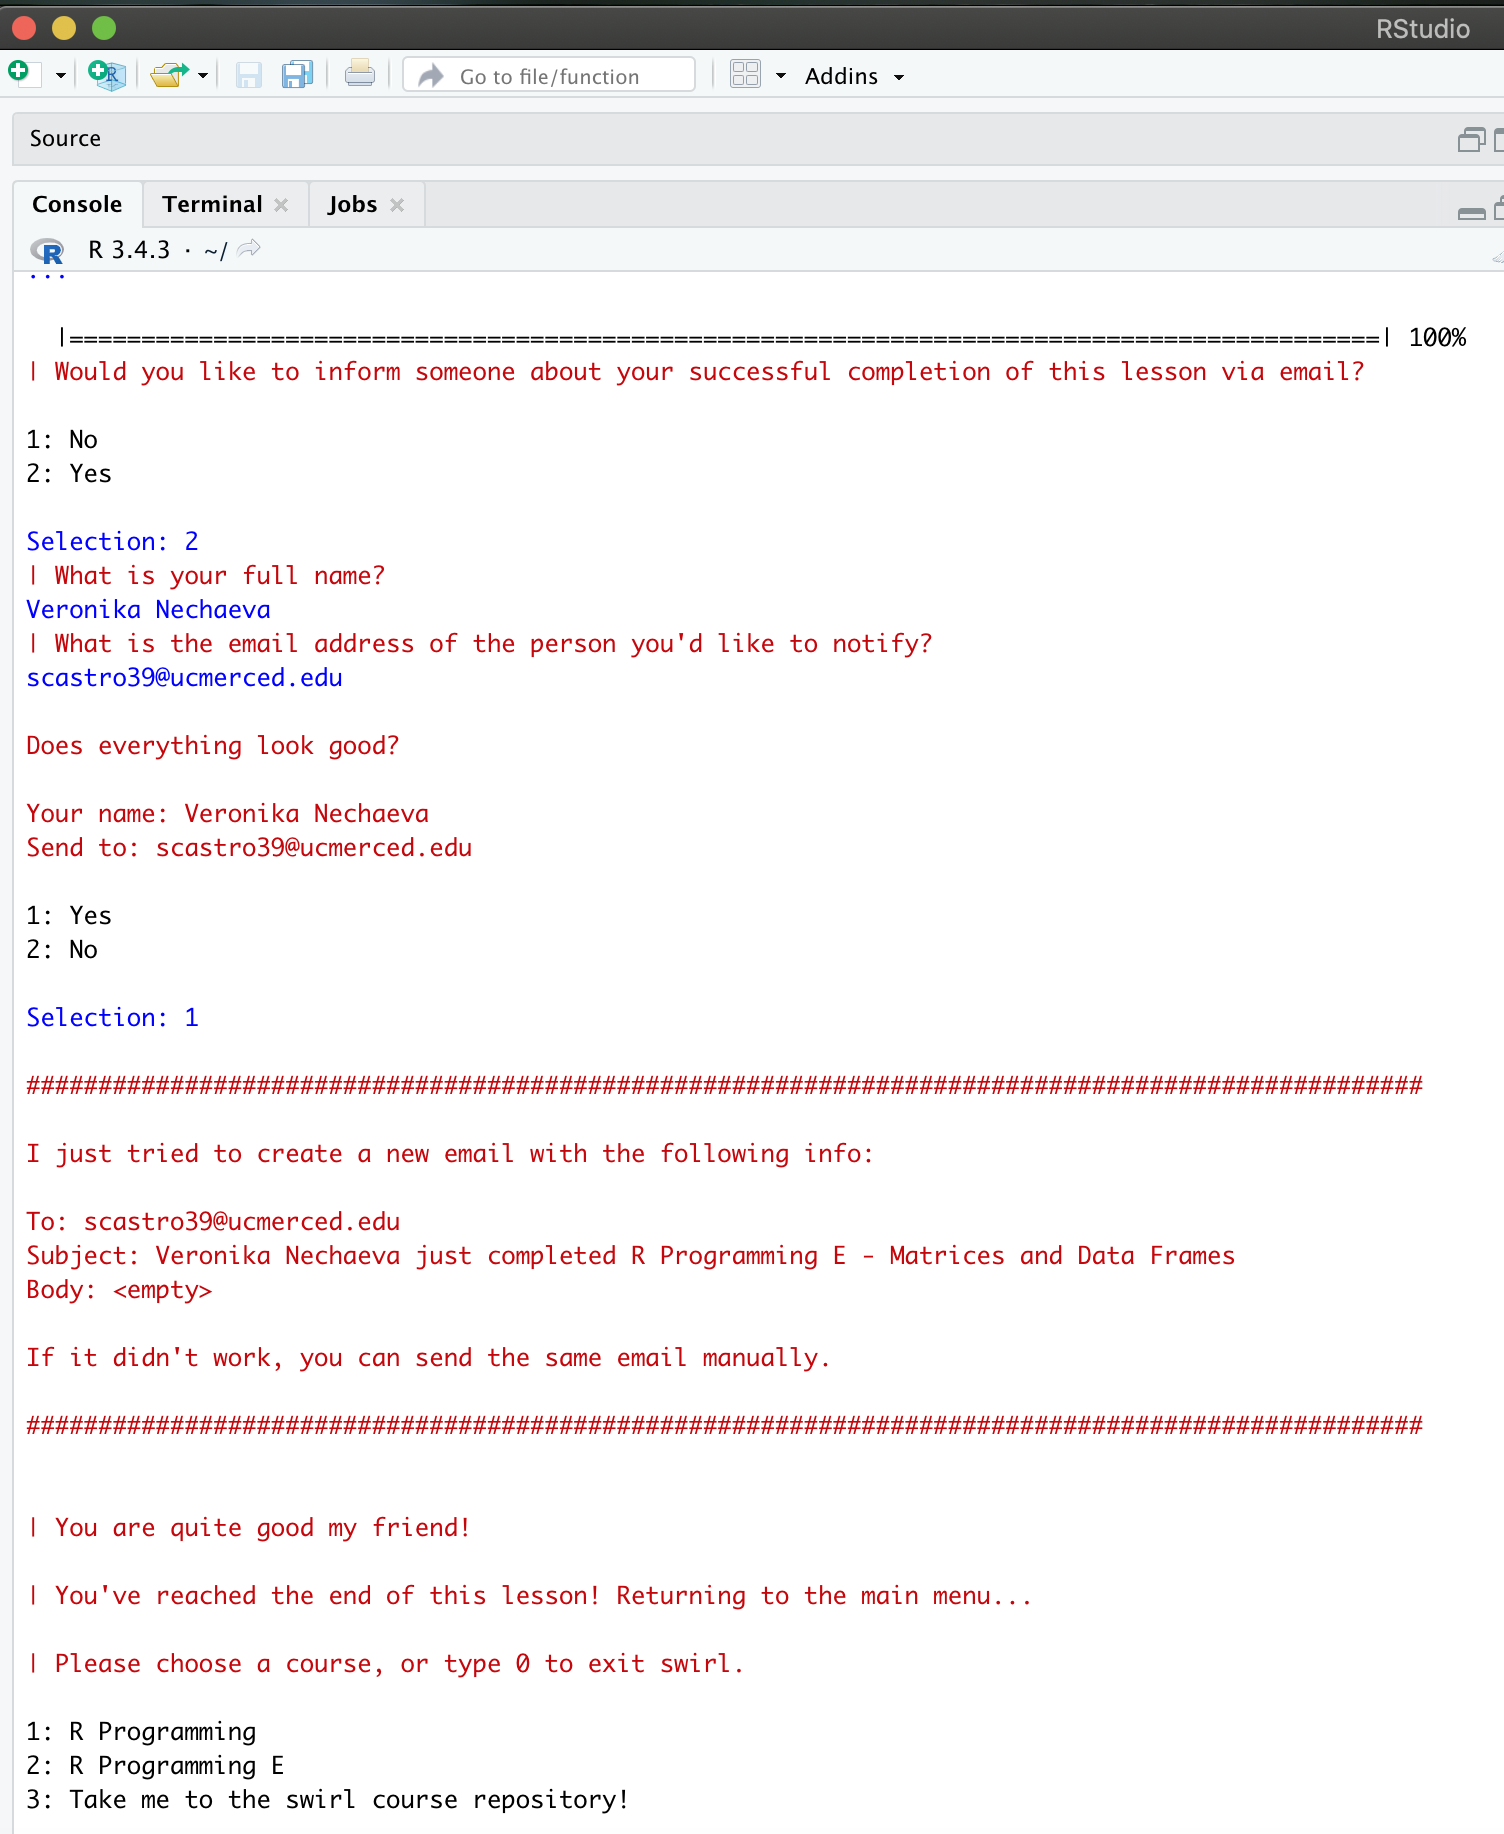 RStudio
Go to file/function
Addins
Source
Console Terminal Jobs
R 3.4.3 · ~/
...
|===========================================================================================| 100%
| Would you like to inform someone about your successful completion of this lesson via email?
1: No
2: Yes
Selection: 2
| What is your full name?
Veronika Nechaeva
| What is the email address of the person you'd like to notify?
scastro39@ucmerced.edu
Does everything look good?
Your name: Veronika Nechaeva
Send to: scastro39@ucmerced.edu
1: Yes
2: No
Selection: 1
#################################################################################################
I just tried to create a new email with the following info:
To: scastro39@ucmerced.edu
Subject: Veronika Nechaeva just completed R Programming E - Matrices and Data Frames
Body: <empty>
If it didn't work, you can send the same email manually.
#################################################################################################
| You are quite good my friend!
| You've reached the end of this lesson! Returning to the main menu...
| Please choose a course, or type 0 to exit swirl.
1: R Programming
2: R Programming E
3: Take me to the swirl course repository!